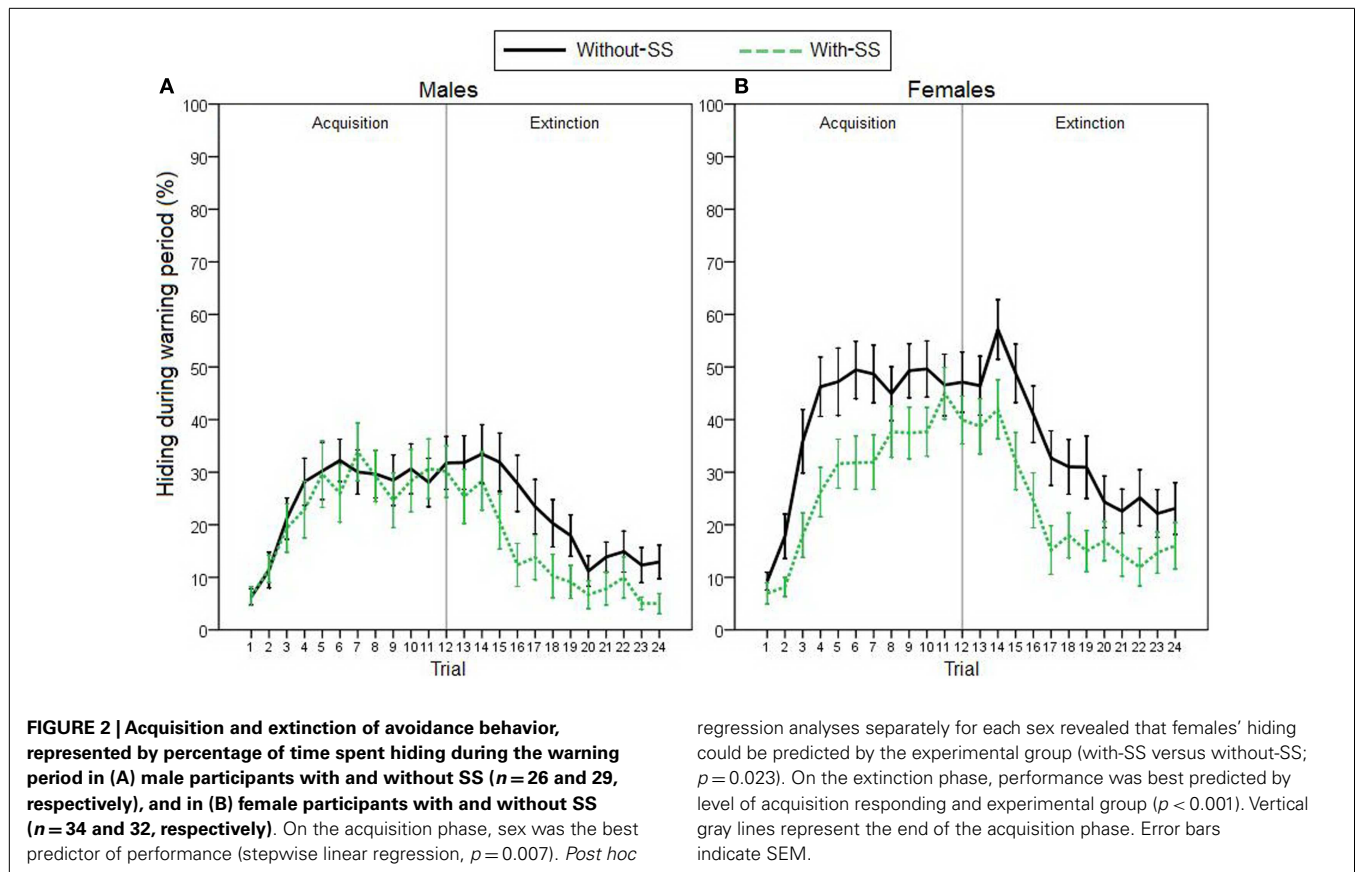 Without-SS With-SS
A B
Males Females
Acquisition Extinction Acquisition Extinction
Hiding during warning period (%)
100 90 80 70 60 50 40 30 20 10 0
1 2 3 4 5 6 7 8 9 10 11 12 13 14 15 16 17 18 19 20 21 22 23 24
Trial
100 90 80 70 60 50 40 30 20 10 0
1 2 3 4 5 6 7 8 9 10 11 12 13 14 15 16 17 18 19 20 21 22 23 24
Trial
FIGURE 2 | Acquisition and extinction of avoidance behavior,
represented by percentage of time spent hiding during the warning
period in (A) male participants with and without SS (n = 26 and 29,
respectively), and in (B) female participants with and without SS
(n = 34 and 32, respectively). On the acquisition phase, sex was the best
predictor of performance (stepwise linear regression, p = 0.007). Post hoc
regression analyses separately for each sex revealed that females' hiding
could be predicted by the experimental group (with-SS versus without-SS;
p = 0.023). On the extinction phase, performance was best predicted by
level of acquisition responding and experimental group (p < 0.001). Vertical
gray lines represent the end of the acquisition phase. Error bars
indicate SEM.